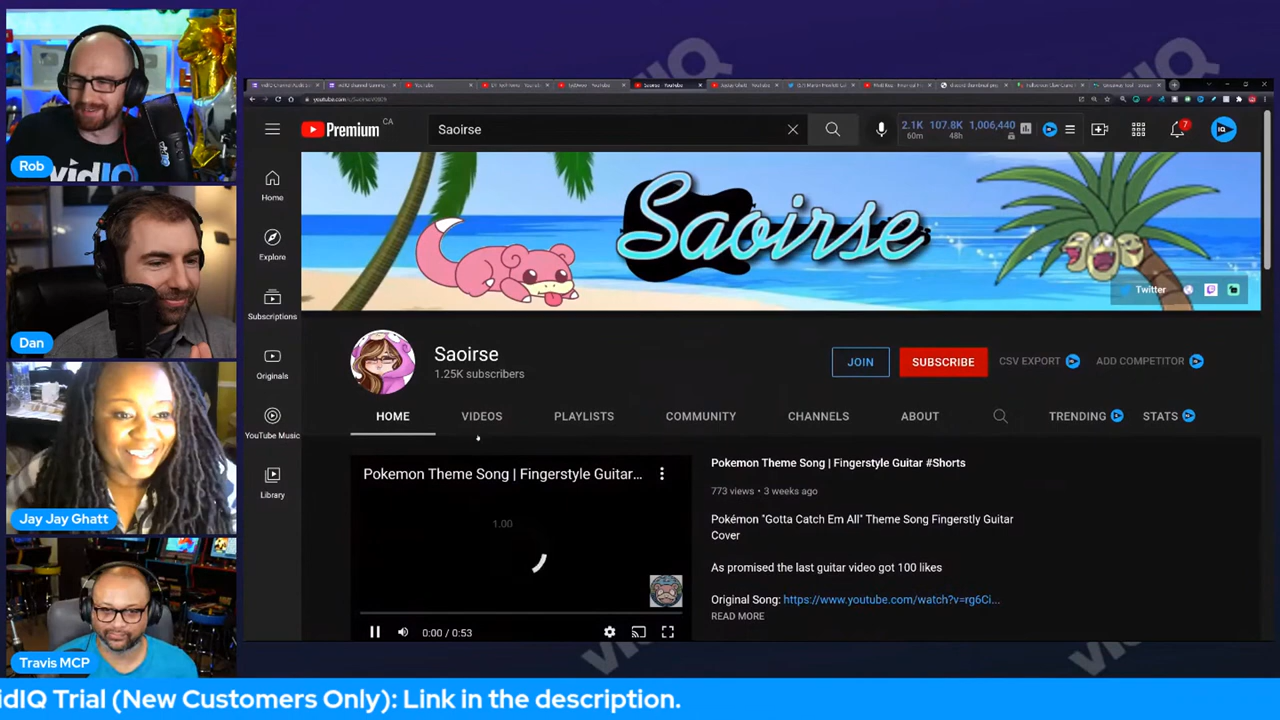 Rob
vidIQ
Dan
Jay Jay Ghatt
Travis MCP
YouTube
Saoirse - YouTube
Premium CA
Saoirse
2.1K 107.8K 1,006,440
60m 48h
7
IQ
Home
Explore
Subscriptions
Originals
YouTube Music
Library
Saoirse
Twitter
Saoirse
1.25K subscribers
JOIN
SUBSCRIBE
CSV EXPORT
ADD COMPETITOR
HOME
VIDEOS
PLAYLISTS
COMMUNITY
CHANNELS
ABOUT
TRENDING
STATS
Pokemon Theme Song | Fingerstyle Guitar...
1.00
0:00 / 0:53
Pokemon Theme Song | Fingerstyle Guitar #Shorts
773 views • 3 weeks ago
Pokémon "Gotta Catch Em All" Theme Song Fingerstly Guitar
Cover
As promised the last guitar video got 100 likes
Original Song: https://www.youtube.com/watch?v=rg6Ci...
READ MORE
idIQ Trial (New Customers Only): Link in the description.